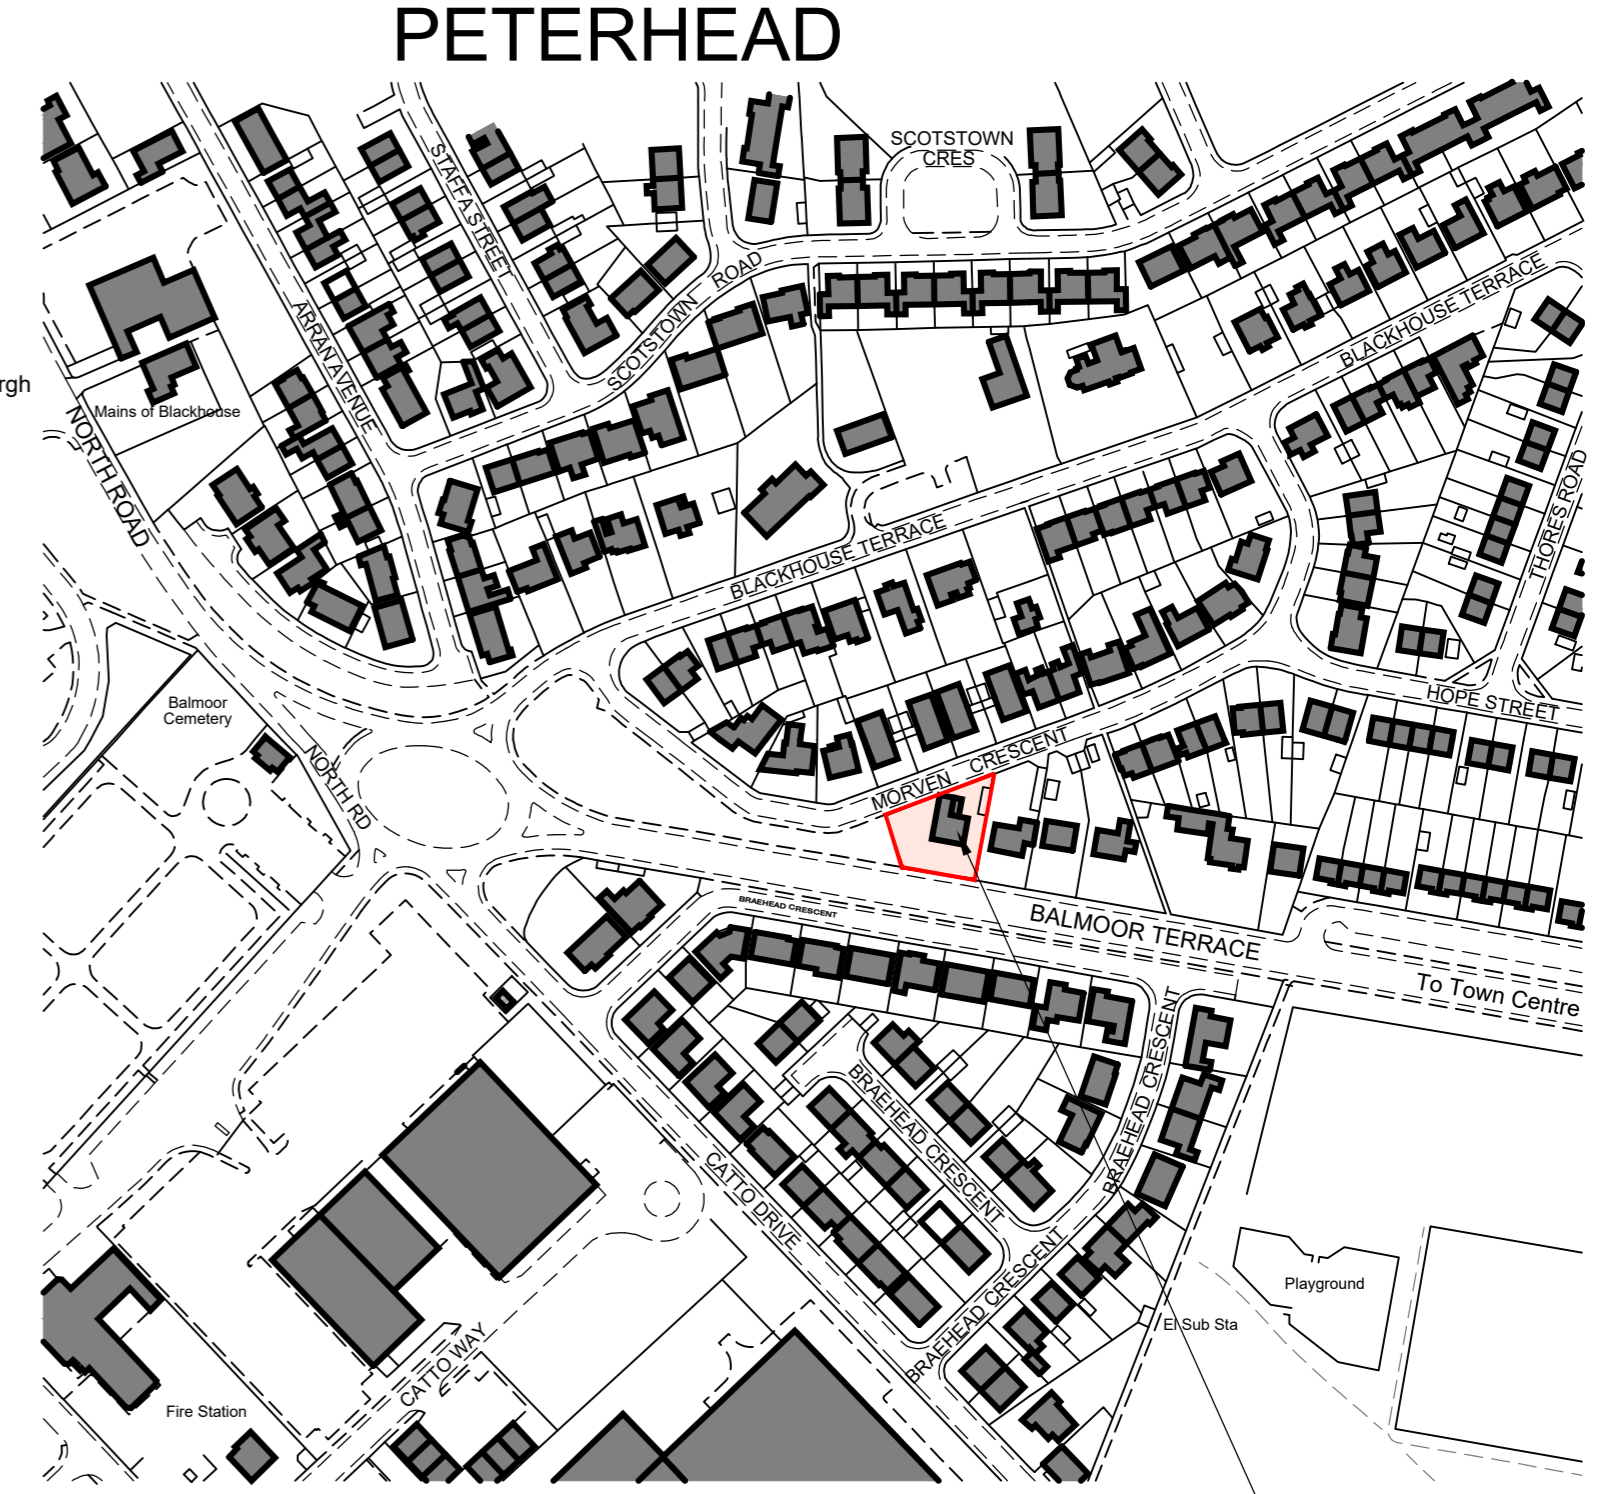 PETERHEAD
SCOTSTOWN
CRES
STAFFA STREET
SCOTSTOWN ROAD
ARRAN AVENUE
BLACKHOUSE TERRACE
rgh
Mains of Blackhouse
NORTH ROAD
THORES ROAD
BLACKHOUSE TERRACE
HOPE STREET
Balmoor
Cemetery
NORTH RD
MORVEN CRESCENT
BRAEHEAD CRESCENT
BALMOOR TERRACE
To Town Centre
BRAEHEAD CRESCENT
BRAEHEAD CRESCENT
CATTO DRIVE
BRAEHEAD CRESCENT
Playground
El Sub Sta
CATTO WAY
Fire Station